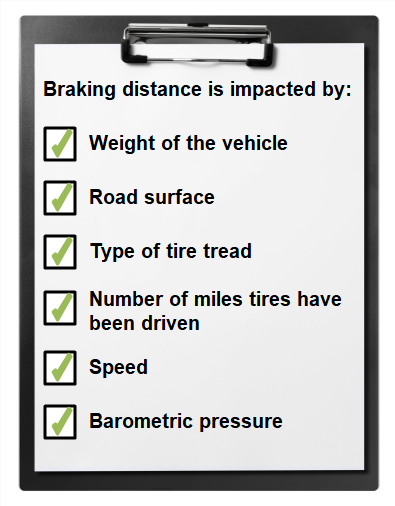 Braking distance is impacted by:
Weight of the vehicle
Road surface
Type of tire tread
Number of miles tires have
been driven
Speed
Barometric pressure